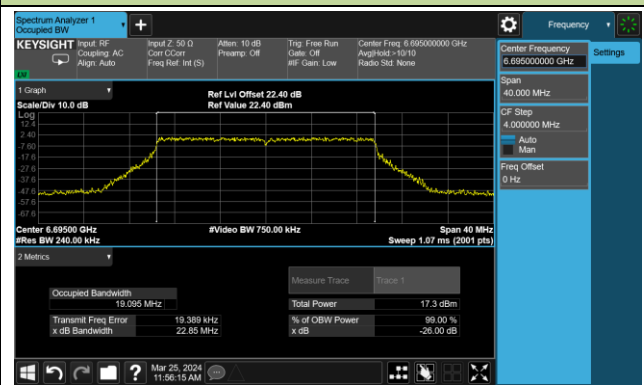 Spectrum Analyzer 1
Occupied BW
Frequency
KEYSIGHT
Input: RF
Coupling: AC
Align: Auto
Input Z: 50 Ω
Corr CCorr
Freq Ref: Int (S)
Atten: 10 dB
Preamp: Off
Trig: Free Run
Gate: Off
#IF Gain: Low
Center Freq: 6.695000000 GHz
Avg|Hold:>10/10
Radio Std: None
LXI
Center Frequency
6.695000000 GHz
Settings
Span
40.000 MHz
CF Step
4.000000 MHz
Auto
Man
Freq Offset
0 Hz
1 Graph
Scale/Div 10.0 dB
Ref Lvl Offset 22.40 dB
Ref Value 22.40 dBm
Log
12.4
2.40
-7.60
-17.6
-27.6
-37.6
-47.6
-57.6
-67.6
Center 6.69500 GHz
#Video BW 750.00 kHz
Span 40 MHz
#Res BW 240.00 kHz
Sweep 1.07 ms (2001 pts)
2 Metrics
Measure Trace
Trace 1
Occupied Bandwidth
19.095 MHz
Total Power
17.3 dBm
Transmit Freq Error
19.389 kHz
% of OBW Power
99.00 %
x dB Bandwidth
22.85 MHz
x dB
-26.00 dB
?
Mar 25, 2024
11:56:15 AM